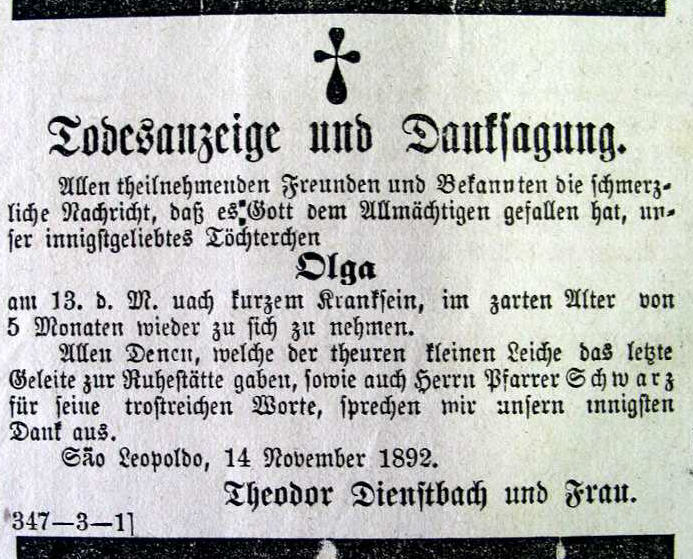 Todesanzeige und Danksagung.
Allen theilnehmenden Freunden und Bekannten die schmerz-
liche Nachricht, daß es Gott dem Allmächtigen gefallen hat, un-
ser innigstgeliebtes Töchterchen
Olga
am 13. d. M. nach kurzem Kranksein, im zarten Alter von
5 Monaten wieder zu sich zu nehmen.
Allen Denen, welche der theuren kleinen Leiche das letzte
Geleite zur Ruhestätte gaben, sowie auch Herrn Pfarrer Schwarz
für seine trostreichen Worte, sprechen wir unsern innigsten
Dank aus.
São Leopoldo, 14 November 1892.
Theodor Dienstbach und Frau.
347—3—1]